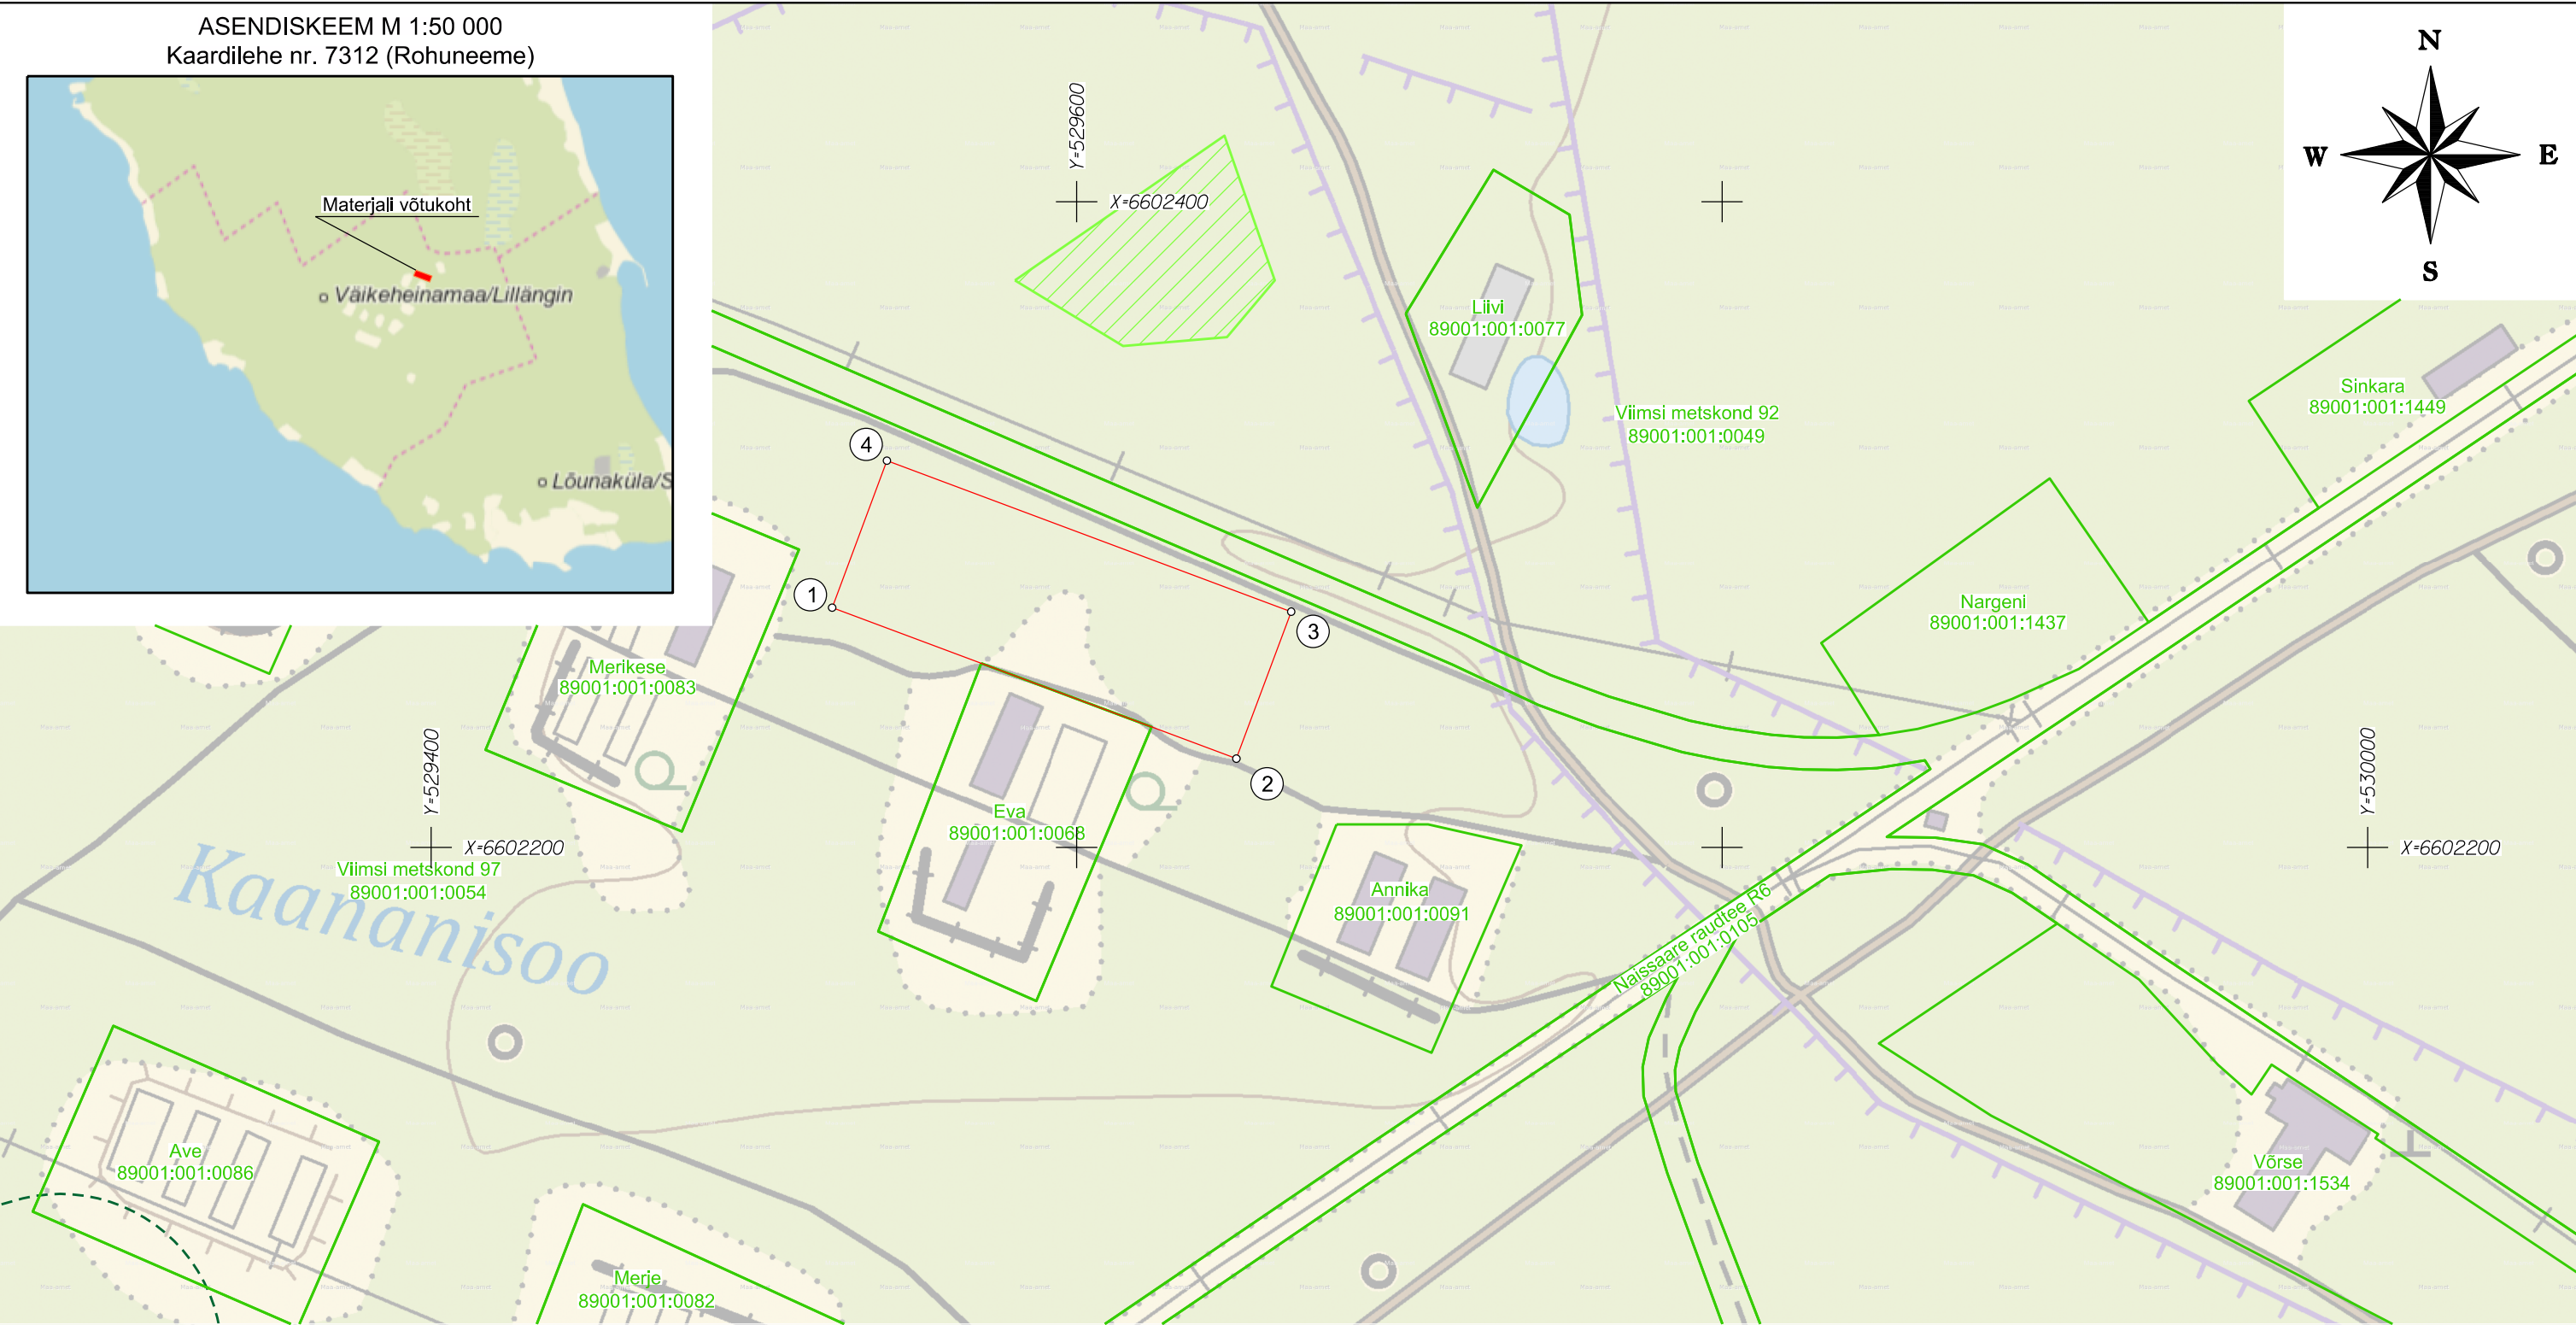 ASENDISKEEM M 1:50 000
Kaardilehe nr. 7312 (Rohuneeme)
Materjali võtukoht
Väikeheinamaa/Lillängin
Lõunaküla/S
N
W
E
S
Y=529600
X=6602400
Liivi
89001:001:0077
Viimsi metskond 92
89001:001:0049
Sinkara
89001:001:1449
4
1
3
2
Nargeni
89001:001:1437
Merikese
89001:001:0083
Y=529400
X=6602200
Viimsi metskond 97
89001:001:0054
Kaananisoo
Eva
89001:001:0068
Annika
89001:001:0091
Naissaare raudtee R6
89001:001:0105
Y=530000
X=6602200
Ave
89001:001:0086
Merje
89001:001:0082
Võrse
89001:001:1534